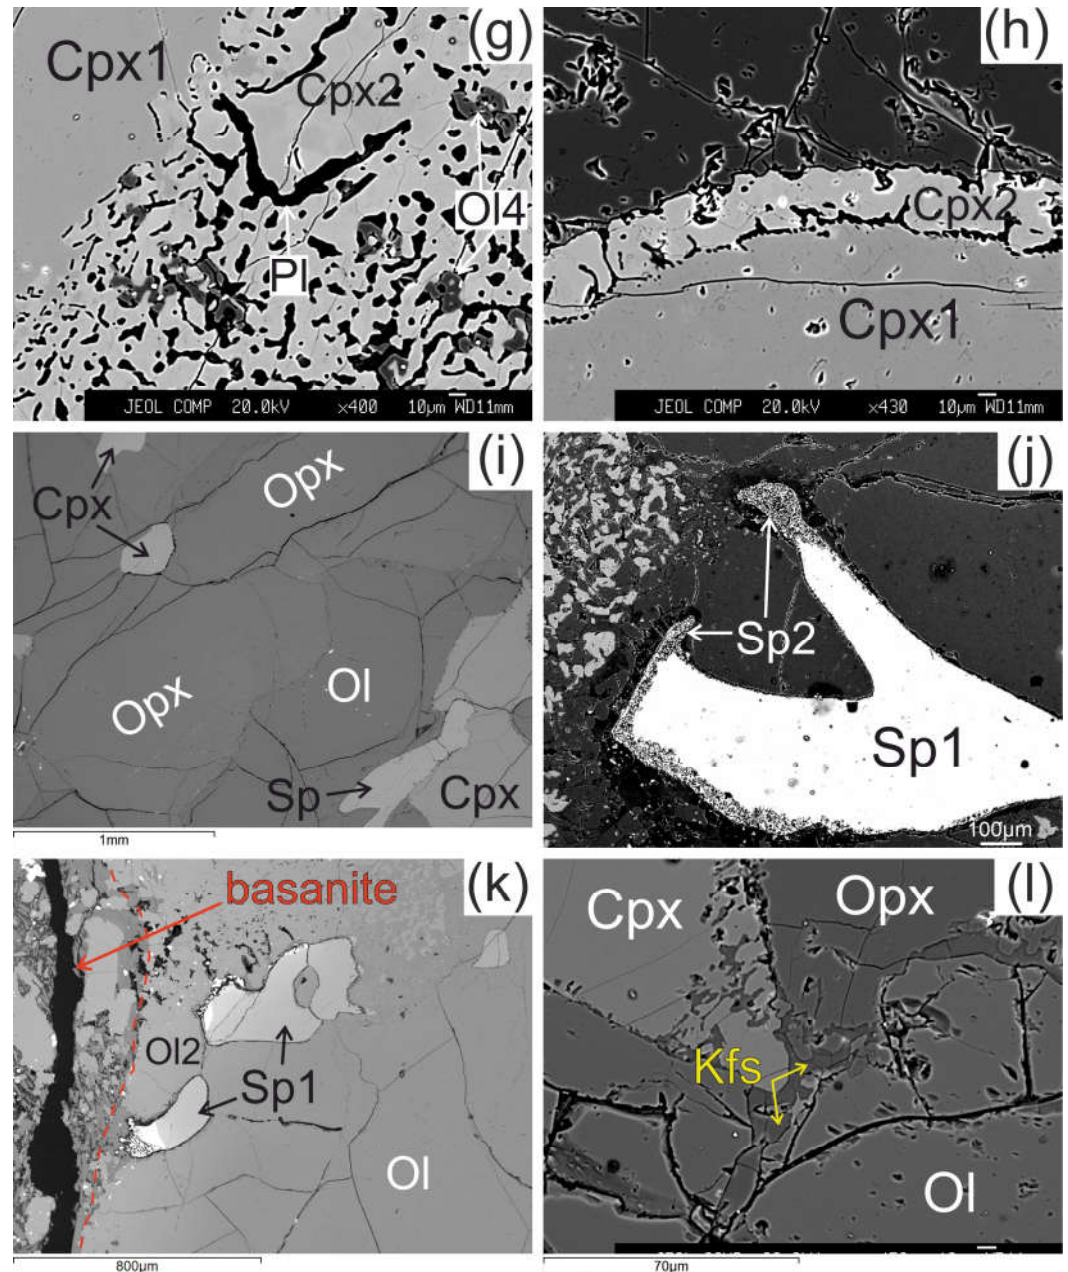 (g)
Cpx1
Cpx2
Ol4
Pl
JEOL COMP 20.0kV ×400 10µm WD11mm
(h)
Cpx2
Cpx1
JEOL COMP 20.0kV ×430 10µm WD11mm
(i)
Cpx
Opx
Opx
Ol
Sp
Cpx
1mm
(j)
Sp2
Sp1
100µm
(k)
basanite
Ol2
Sp1
Ol
800µm
(l)
Cpx
Opx
Kfs
Ol
70µm